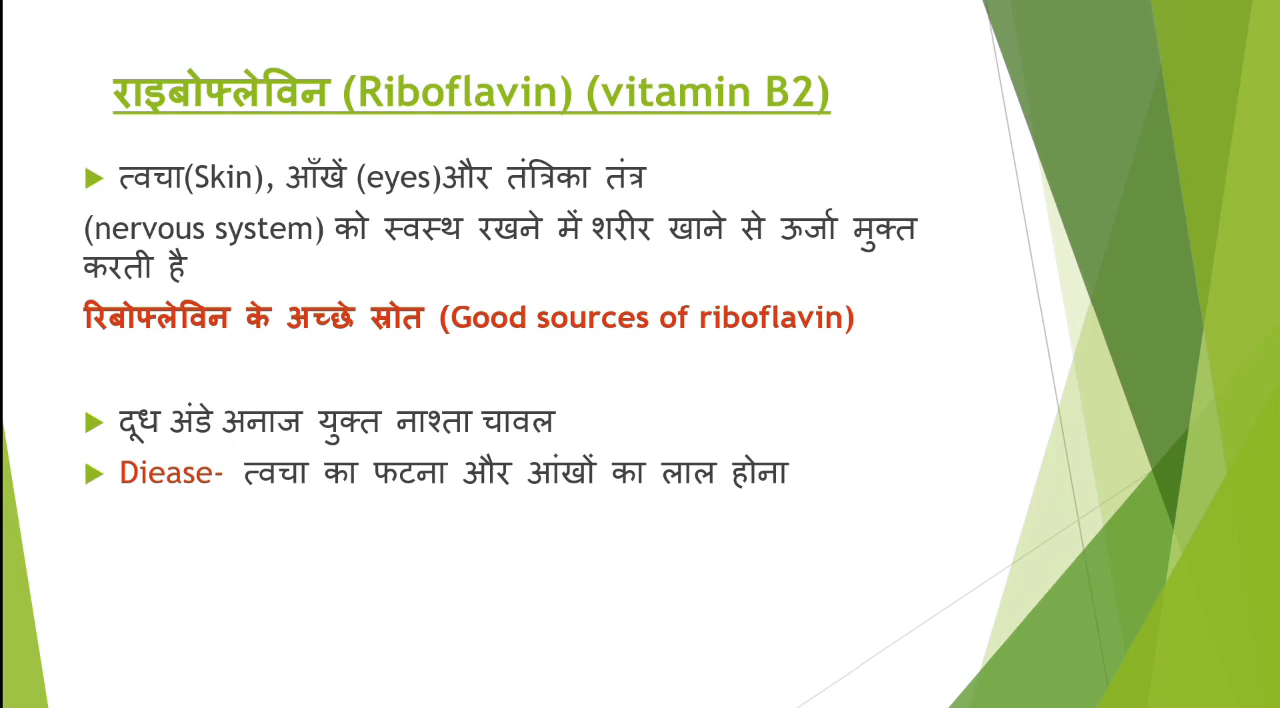 राइबोफ्लेविन (Riboflavin) (vitamin B2)
त्वचा(Skin), आँखें (eyes)और तंत्रिका तंत्र
(nervous system) को स्वस्थ रखने में शरीर खाने से ऊर्जा मुक्त
करती है
रिबोफ्लेविन के अच्छे स्रोत (Good sources of riboflavin)
दूध अंडे अनाज युक्त नाश्ता चावल
Diease- त्वचा का फटना और आंखों का लाल होना